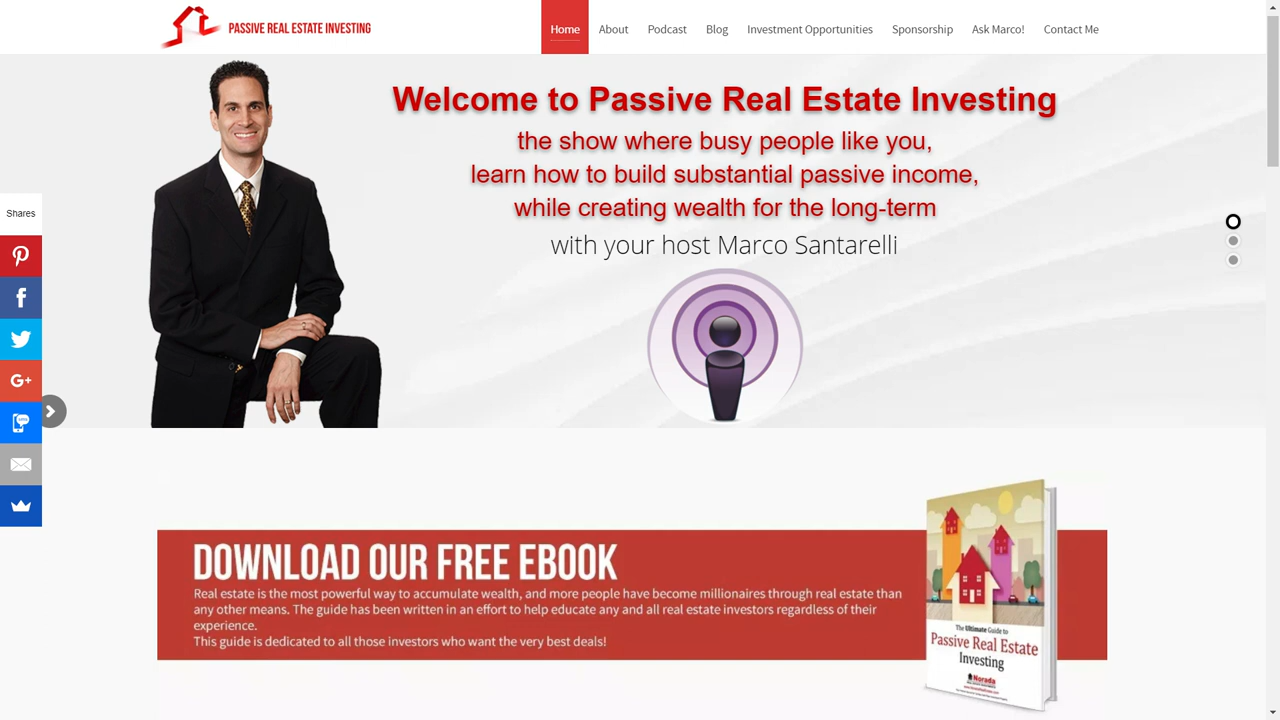 PASSIVE REAL ESTATE INVESTING
Home About Podcast Blog Investment Opportunities Sponsorship Ask Marco! Contact Me
Welcome to Passive Real Estate Investing
the show where busy people like you,
learn how to build substantial passive income,
while creating wealth for the long-term
with your host Marco Santarelli
Shares
DOWNLOAD OUR FREE EBOOK
Real estate is the most powerful way to accumulate wealth, and more people have become millionaires through real estate than
any other means. The guide has been written in an effort to help educate any and all real estate investors regardless of their
experience.
This guide is dedicated to all those investors who want the very best deals!
The Ultimate Guide to
Passive Real Estate
Investing
Norada